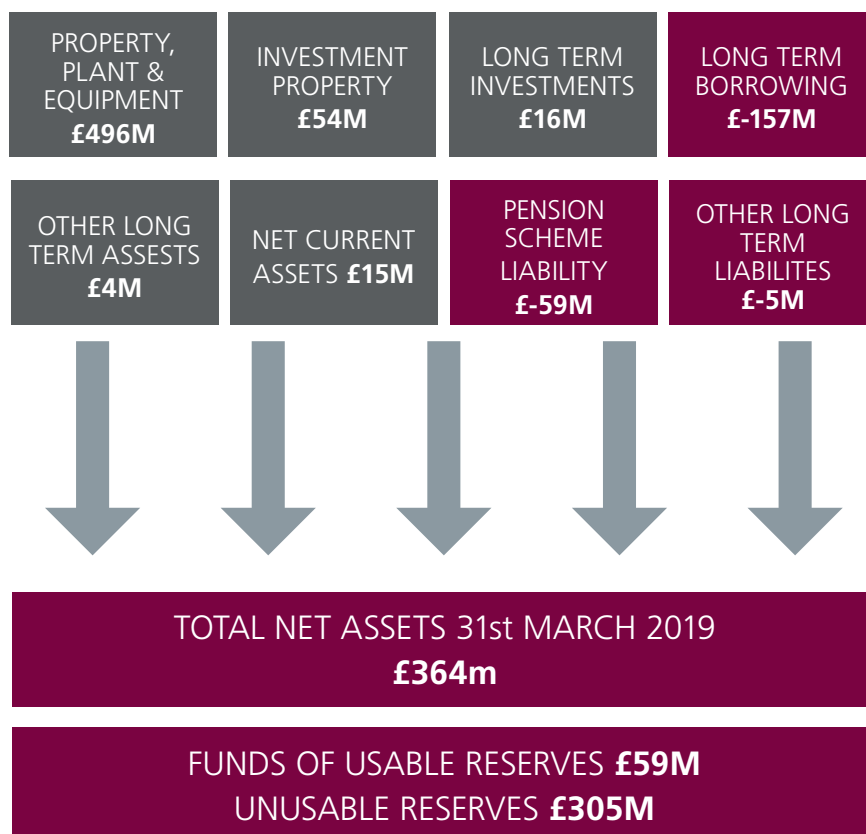 PROPERTY,
PLANT &
EQUIPMENT
£496M
INVESTMENT
PROPERTY
£54M
LONG TERM
INVESTMENTS
£16M
LONG TERM
BORROWING
£-157M
OTHER LONG
TERM ASSESTS
£4M
NET CURRENT
ASSETS £15M
PENSION
SCHEME
LIABILITY
£-59M
OTHER LONG
TERM
LIABILITES
£-5M
TOTAL NET ASSETS 31st MARCH 2019
£364m
FUNDS OF USABLE RESERVES £59M
UNUSABLE RESERVES £305M